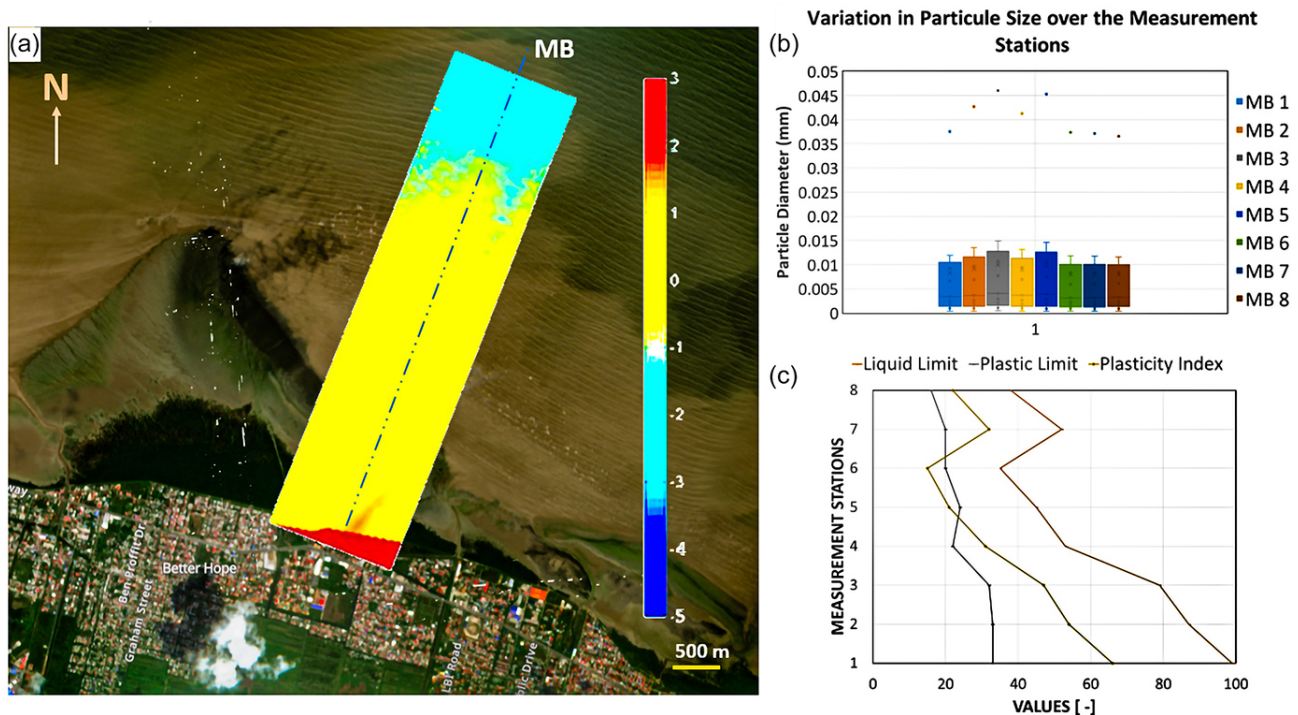 (a)
N
MB
3
2
1
0
-1
-2
-3
-4
-5
way
Ben Proffit Dr
Graham Street
Better Hope
LBI Road
blic Drive
500 m
Variation in Particule Size over the Measurement
Stations
(b)
Particle Diameter (mm)
0.05
0.045
0.04
0.035
0.03
0.025
0.02
0.015
0.01
0.005
0
1
MB 1
MB 2
MB 3
MB 4
MB 5
MB 6
MB 7
MB 8
(c)
Liquid Limit Plastic Limit Plasticity Index
MEASUREMENT STATIONS
8
7
6
5
4
3
2
1
0 20 40 60 80 100
VALUES [ -]